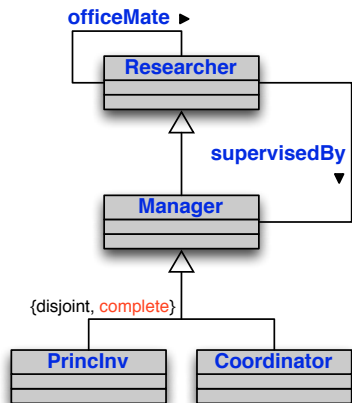 officeMate ►
Researcher
supervisedBy
▼
Manager
{disjoint, complete}
PrincInv
Coordinator